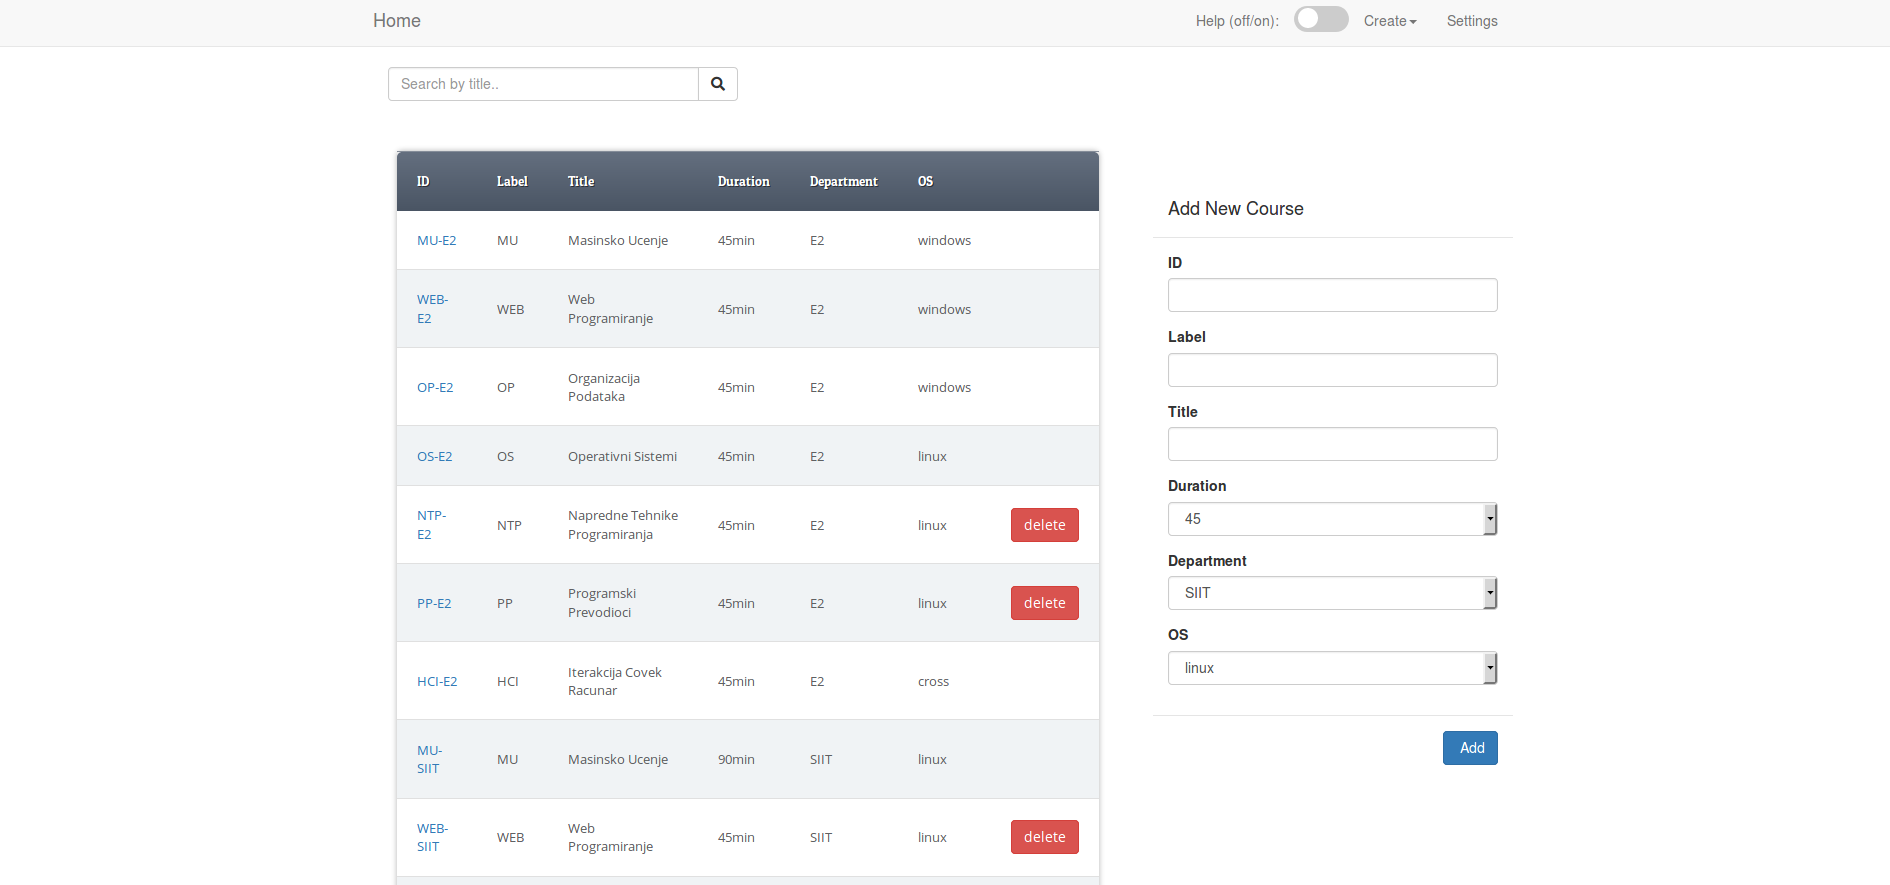 Home
Help (off/on):
Create
Settings
Search by title..
ID Label Title Duration Department OS
MU-E2 MU Masinsko Ucenje 45min E2 windows
WEB-
E2
WEB
Web
Programiranje
45min E2 windows
OP-E2 OP
Organizacija
Podataka
45min E2 windows
OS-E2 OS Operativni Sistemi 45min E2 linux
NTP-
E2
NTP
Napredne Tehnike
Programiranja
45min E2 linux delete
PP-E2 PP
Programski
Prevodioci
45min E2 linux delete
HCI-E2 HCI
Iterakcija Covek
Racunar
45min E2 cross
MU-
SIIT
MU Masinsko Ucenje 90min SIIT linux
WEB-
SIIT
WEB
Web
Programiranje
45min SIIT linux delete
Add New Course
ID
Label
Title
Duration
45
Department
SIIT
OS
linux
Add